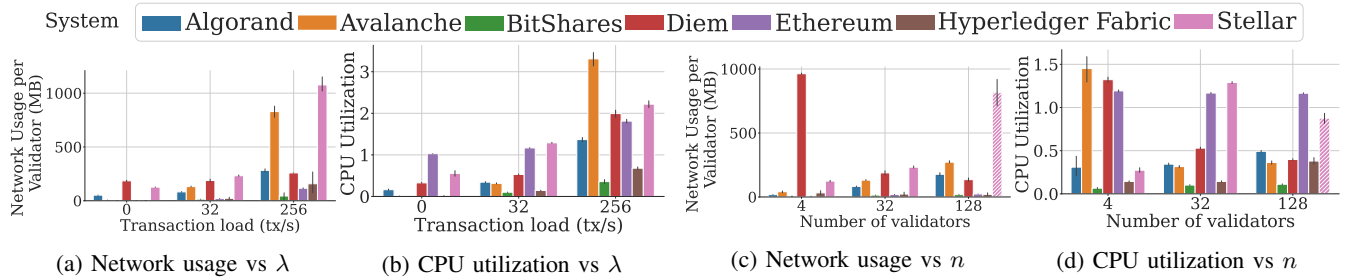 System Algorand Avalanche BitShares Diem Ethereum Hyperledger Fabric Stellar
Network Usage per
Validator (MB)
1000
500
0
0 32 256
Transaction load (tx/s)
(a) Network usage vs λ
CPU Utilization
3
2
1
0
0 32 256
Transaction load (tx/s)
(b) CPU utilization vs λ
Network Usage per
Validator (MB)
1000
500
0
4 32 128
Number of validators
(c) Network usage vs n
CPU Utilization
1.5
1.0
0.5
0.0
4 32 128
Number of validators
(d) CPU utilization vs n